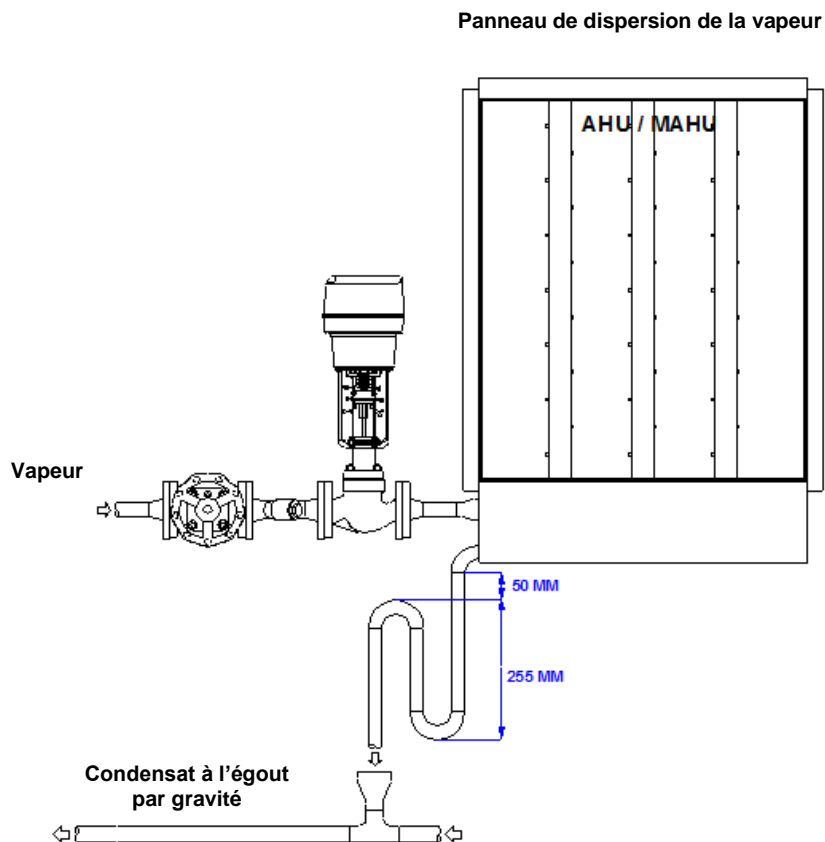 Panneau de dispersion de la vapeur
AHU / MAHU
Vapeur
50 MM
255 MM
Condensat à l'égout
par gravité